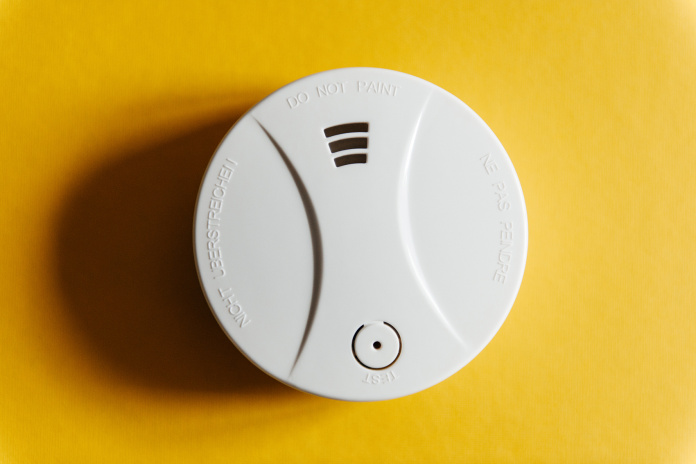 DO NOT PAINT
NE PAS PEINDRE
TEST
NICHT ÜBERSTREICHEN